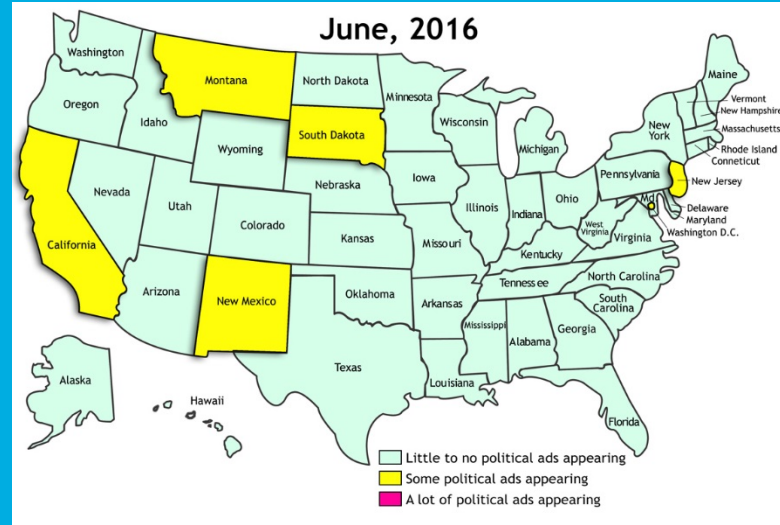 June, 2016
Washington
Montana
North Dakota
Minnesota
Maine
Oregon
Idaho
South Dakota
Wisconsin
Vermont
New Hampshire
Massachusetts
Rhode Island
Conneticut
New York
Michigan
Wyoming
Nebraska
Iowa
Pennsylvania
New Jersey
Nevada
Utah
Colorado
Illinois
Indiana
Ohio
Md
Delaware
Maryland
Washington D.C.
California
Kansas
Missouri
West Virginia
Virginia
Kentucky
Arizona
New Mexico
Oklahoma
Arkansas
Tennessee
North Carolina
South Carolina
Texas
Louisiana
Mississippi
Alabama
Georgia
Florida
Alaska
Hawaii
Little to no political ads appearing
Some political ads appearing
A lot of political ads appearing